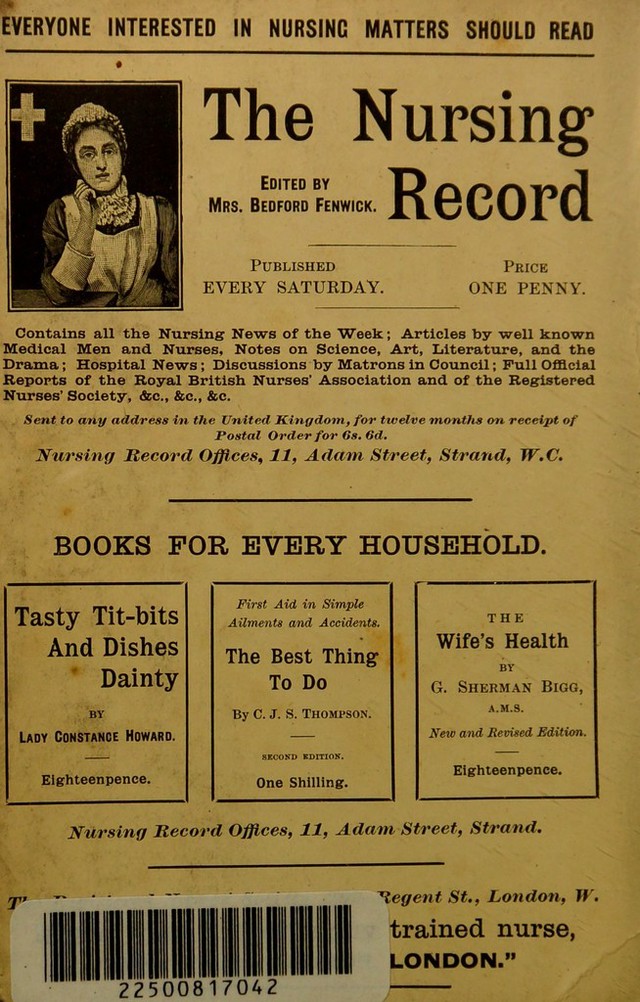 EVERYONE INTERESTED IN NURSING MATTERS SHOULD READ
The Nursing
Record
EDITED BY
MRS. BEDFORD FENWICK.
PUBLISHED
EVERY SATURDAY.
PRICE
ONE PENNY.
Contains all the Nursing News of the Week; Articles by well known
Medical Men and Nurses, Notes on Science, Art, Literature, and the
Drama; Hospital News; Discussions by Matrons in Council; Full Official
Reports of the Royal British Nurses' Association and of the Registered
Nurses' Society, &c., &c., &c.
Sent to any address in the United Kingdom, for twelve months on receipt of
Postal Order for 6s. 6d.
Nursing Record Offices, 11, Adam Street, Strand, W.C.
BOOKS FOR EVERY HOUSEHOLD.
Tasty Tit-bits
And Dishes
Dainty
BY
LADY CONSTANCE HOWARD.
Eighteenpence.
First Aid in Simple
Ailments and Accidents.
The Best Thing
To Do
By C. J. S. THOMPSON.
SECOND EDITION.
One Shilling.
THE
Wife's Health
BY
G. SHERMAN BIGG,
A.M.S.
New and Revised Edition.
Eighteenpence.
Nursing Record Offices, 11, Adam Street, Strand.
Regent St., London, W.
trained nurse,
LONDON."
22500817042